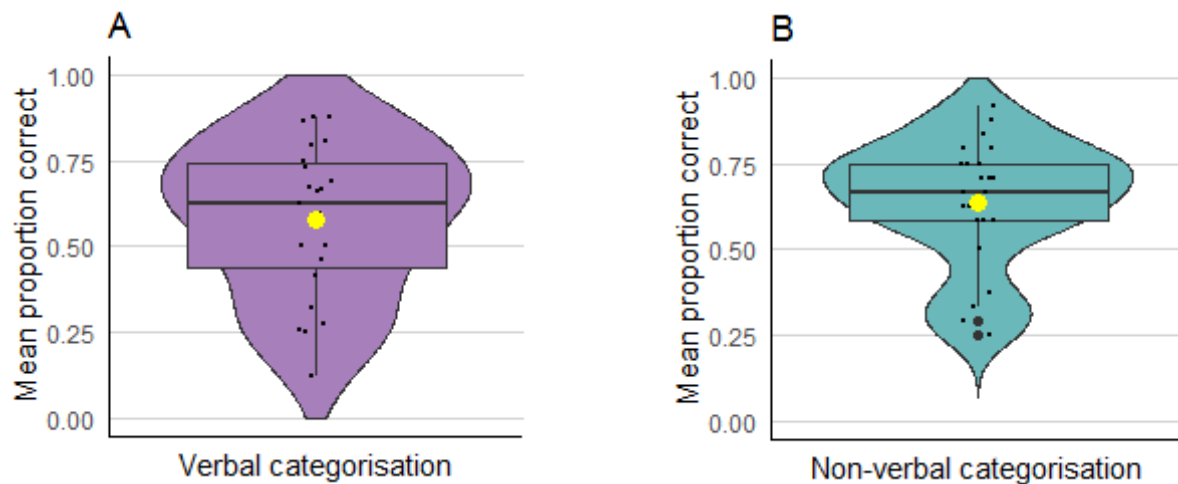 A
Mean proportion correct
1.00
0.75
0.50
0.25
0.00
Verbal categorisation
B
Mean proportion correct
1.00
0.75
0.50
0.25
0.00
Non-verbal categorisation